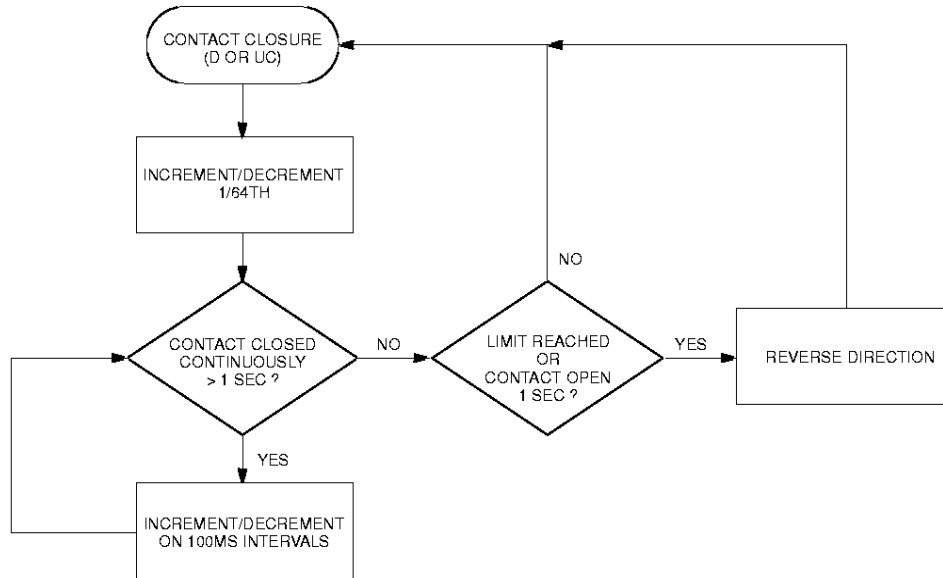 CONTACT CLOSURE
(D OR UC)
INCREMENT/DECREMENT
1/64TH
CONTACT CLOSED
CONTINUOUSLY
> 1 SEC ?
NO
LIMIT REACHED
OR
CONTACT OPEN
1 SEC ?
NO
YES
REVERSE DIRECTION
YES
INCREMENT/DECREMENT
ON 100MS INTERVALS